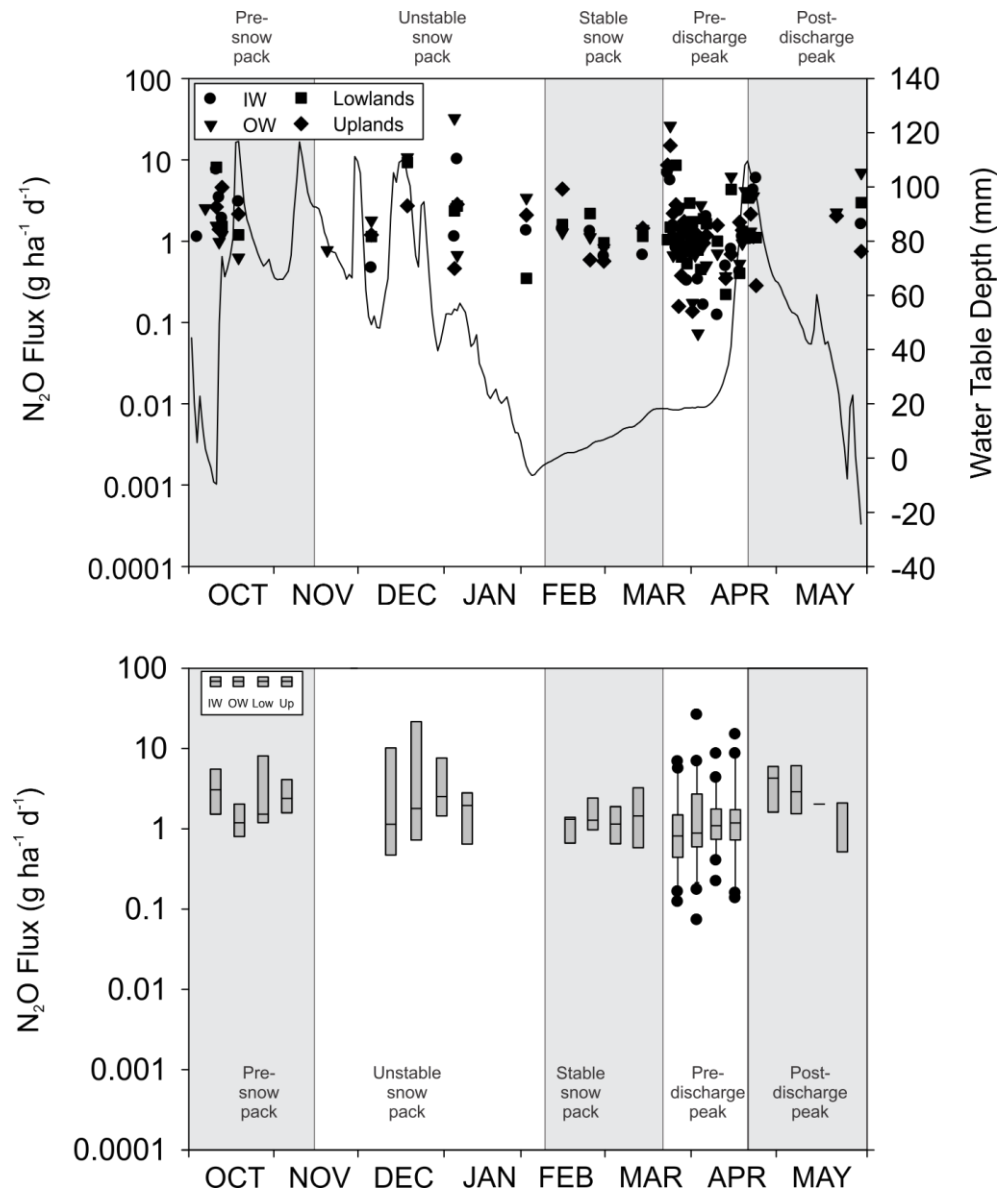 Pre-
snow
pack
Unstable
snow
pack
Stable
snow
pack
Pre-
discharge
peak
Post-
discharge
peak
100
10
1
0.1
0.01
0.001
0.0001
N₂O Flux (g ha⁻¹ d⁻¹)
IW
Lowlands
OW
Uplands
140
120
100
80
60
40
20
0
-20
-40
Water Table Depth (mm)
OCT NOV DEC JAN FEB MAR APR MAY
100
10
1
0.1
0.01
0.001
0.0001
N₂O Flux (g ha⁻¹ d⁻¹)
IW OW Low Up
Pre-
snow
pack
Unstable
snow
pack
Stable
snow
pack
Pre-
discharge
peak
Post-
discharge
peak
OCT NOV DEC JAN FEB MAR APR MAY